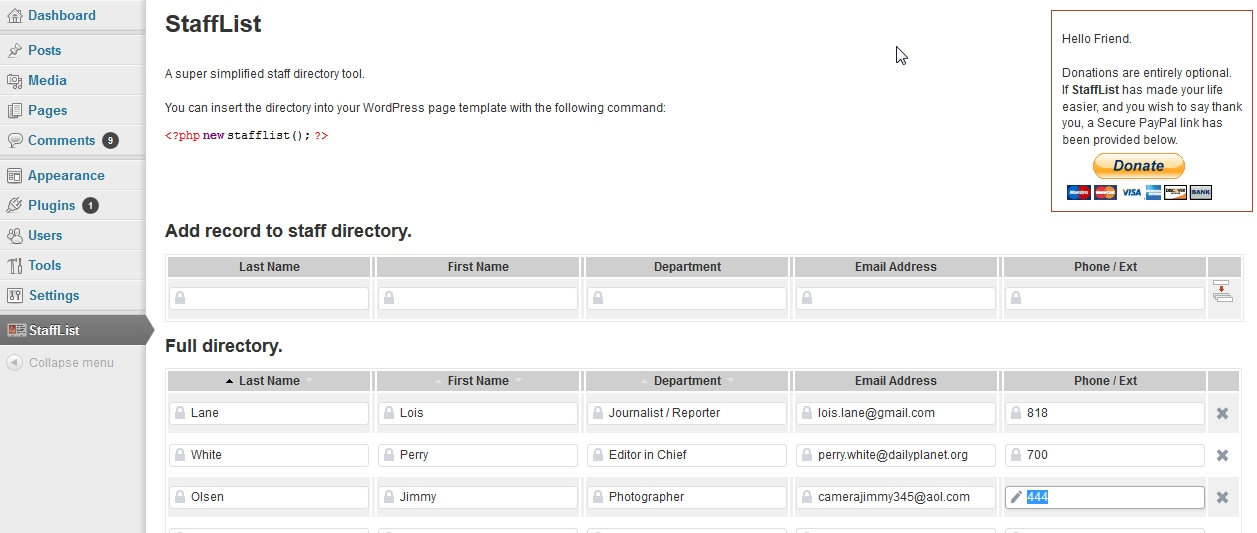 Dashboard
Posts
Media
Pages
Comments 9
Appearance
Plugins 1
Users
Tools
Settings
StaffList
Collapse menu
StaffList
A super simplified staff directory tool.
You can insert the directory into your WordPress page template with the following command:
<?php new stafflist(); ?>
Hello Friend.
Donations are entirely optional.
If StaffList has made your life
easier, and you wish to say thank
you, a Secure PayPal link has
been provided below.
Donate
Maestro MasterCard VISA DISCOVER BANK
Add record to staff directory.
Last Name First Name Department Email Address Phone / Ext
Full directory.
Last Name First Name Department Email Address Phone / Ext
Lane Lois Journalist / Reporter lois.lane@gmail.com 818
White Perry Editor in Chief perry.white@dailyplanet.org 700
Olsen Jimmy Photographer camerajimmy345@aol.com 444